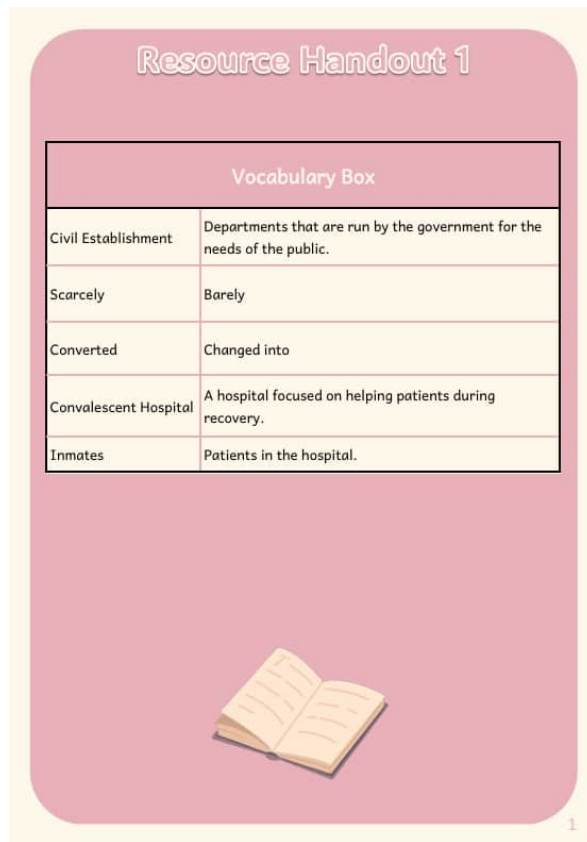 Resource Handout 1
Vocabulary Box
Civil Establishment
Departments that are run by the government for the
needs of the public.
Scarcely
Barely
Converted
Changed into
Convalescent Hospital
A hospital focused on helping patients during
recovery.
Inmates
Patients in the hospital.
1